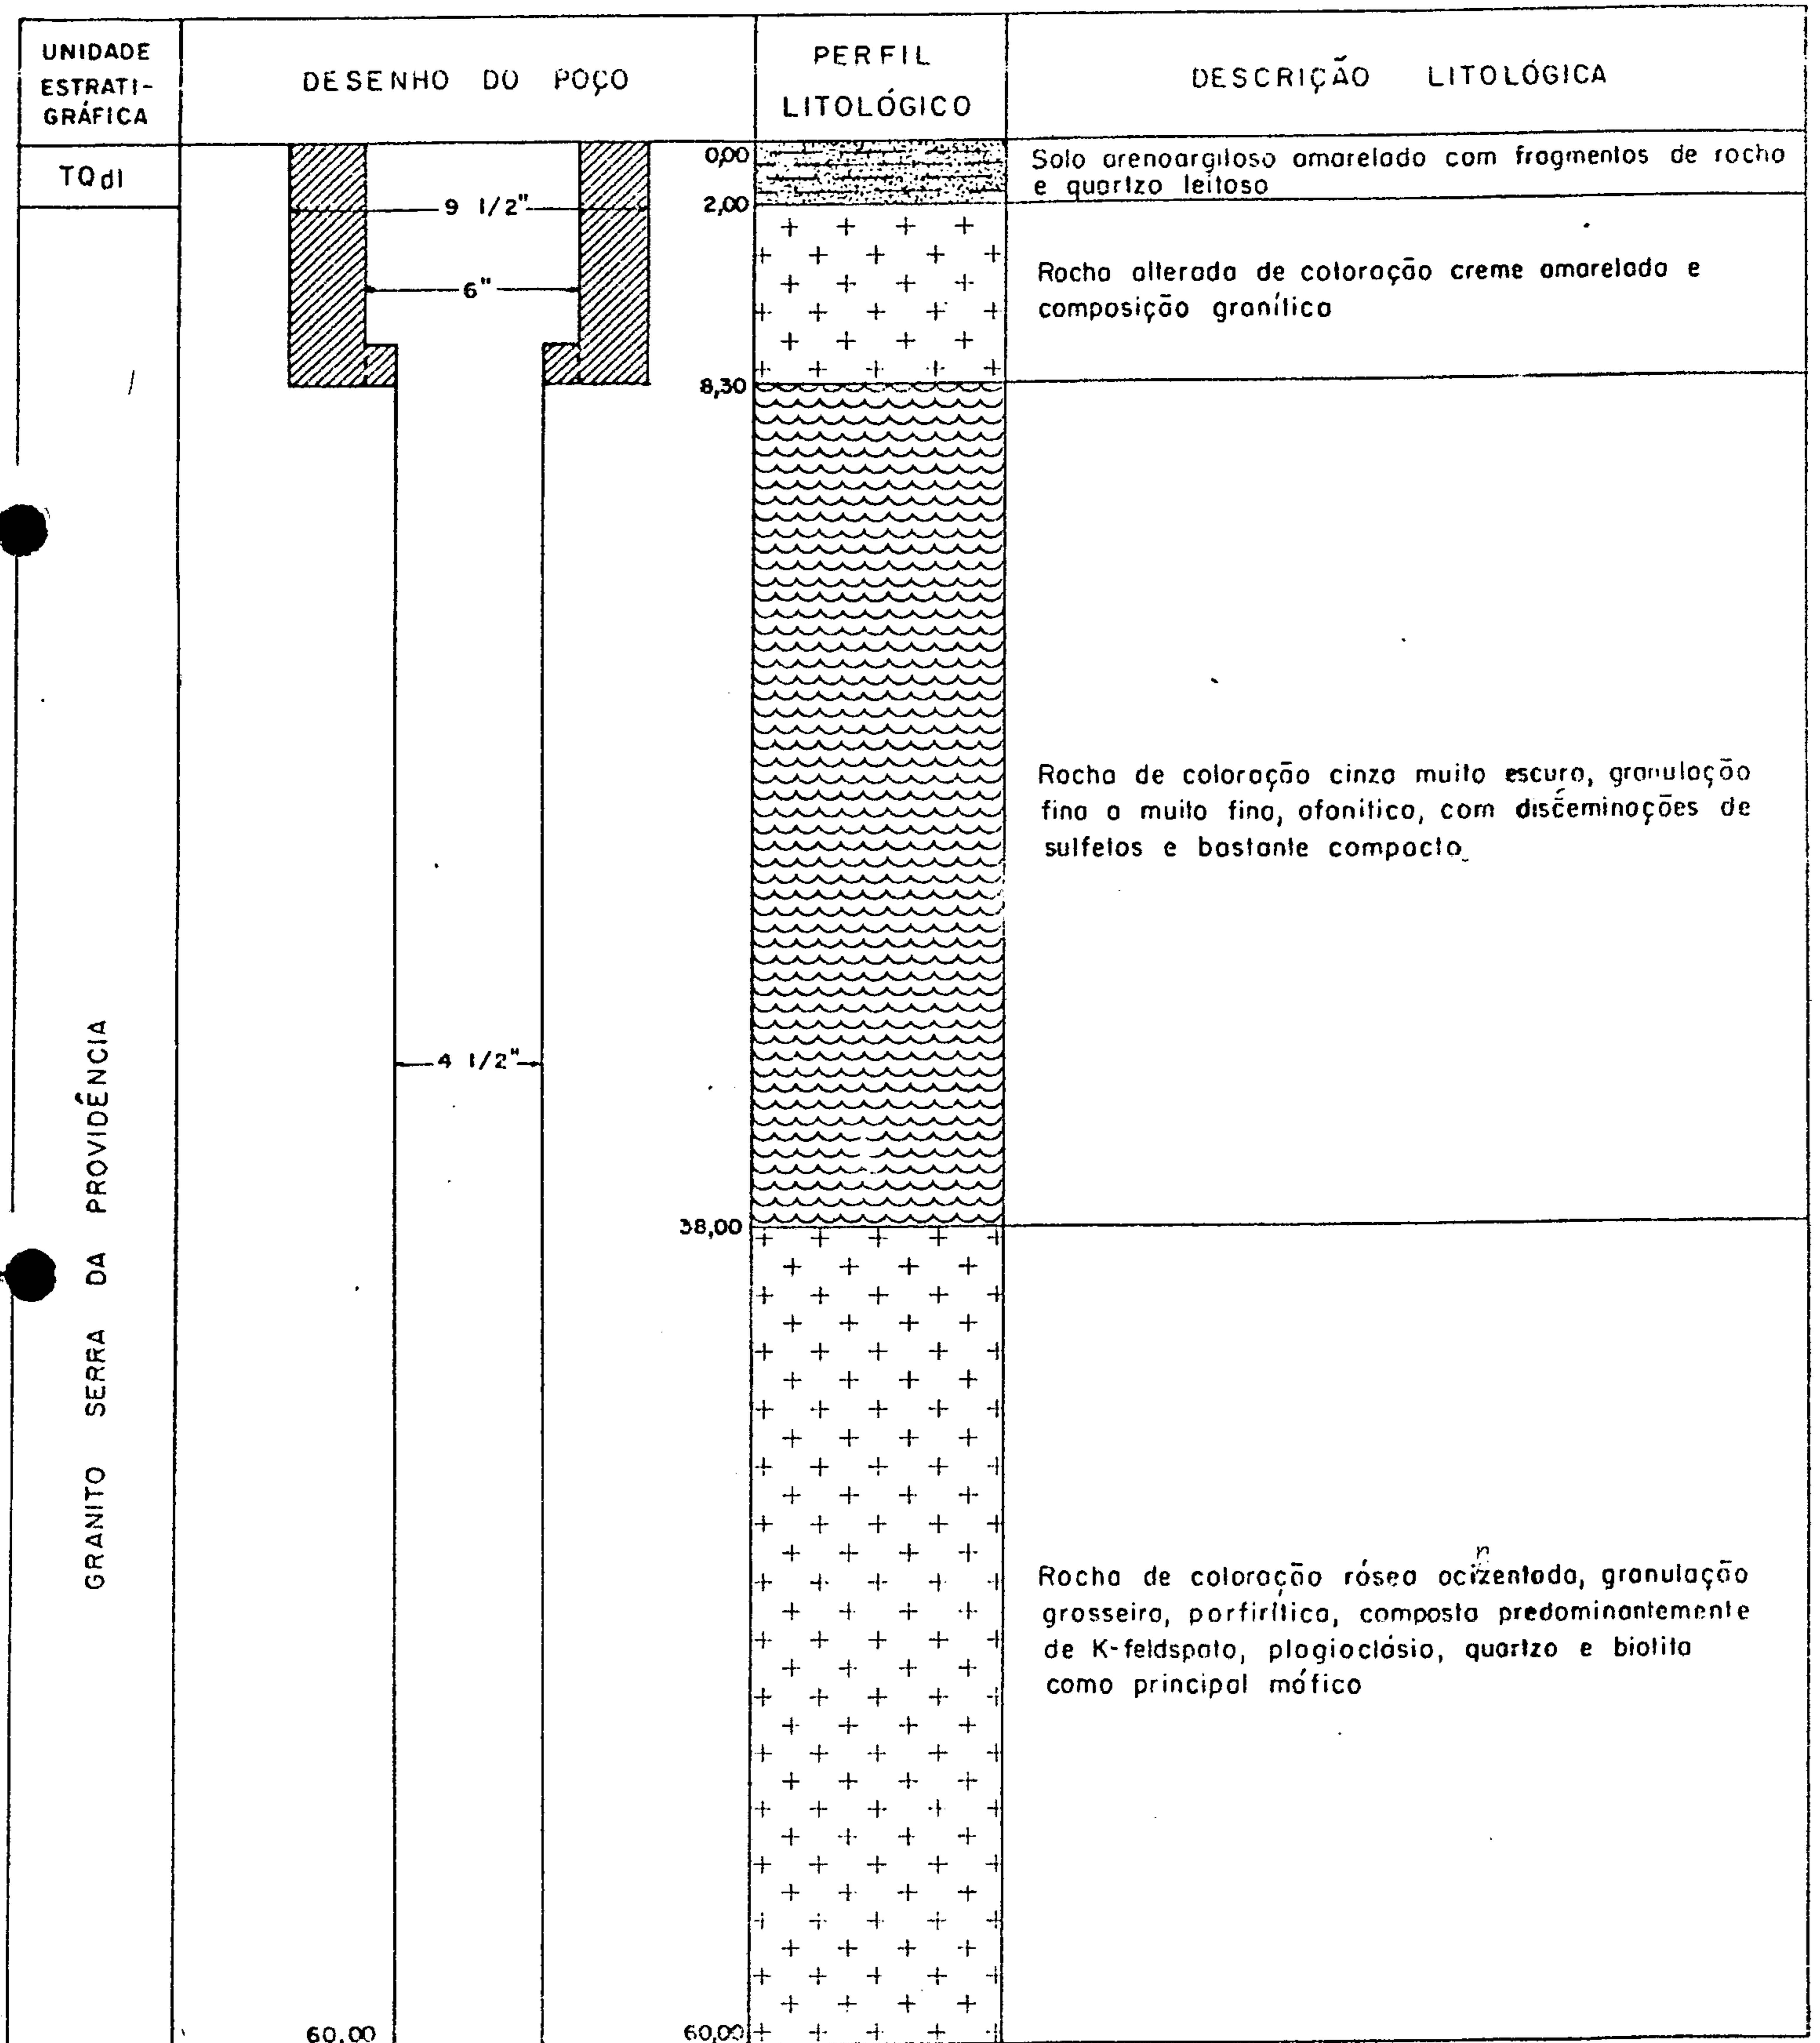 UNIDADE
ESTRATI-
GRÁFICA
DESENHO DO POÇO
PERFIL
LITOLÓGICO
DESCRIÇÃO LITOLÓGICA
TQdl
0,00
Solo arenoargiloso amarelado com fragmentos de rocha
e quartzo leitoso
9 1/2"
2,00
6"
Rocha alterada de coloração creme amarelada e
composição granítica
8,30
Rocha de coloração cinza muito escura, granulação
fina a muito fina, afanítica, com disceminações de
sulfetos e bastante compacta
4 1/2"
GRANITO SERRA DA PROVIDÊNCIA
38,00
Rocha de coloração rósea acinzentada, granulação
grosseira, porfirítica, composta predominantemente
de K-feldspato, plagioclásio, quartzo e biotita
como principal máfico
60,00
60,00